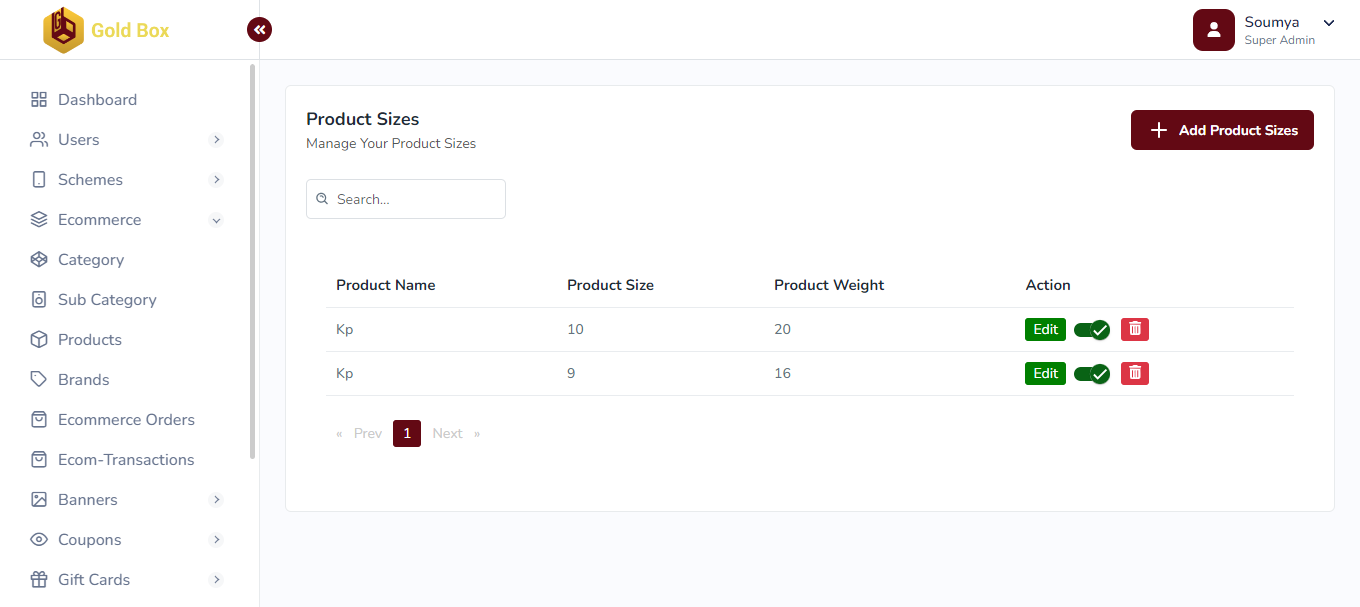 Gold Box
Soumya
Super Admin
Dashboard
Users
Schemes
Ecommerce
Category
Sub Category
Products
Brands
Ecommerce Orders
Ecom-Transactions
Banners
Coupons
Gift Cards
Product Sizes
Manage Your Product Sizes
Add Product Sizes
Search...
Product Name Product Size Product Weight Action
Kp 10 20 Edit
Kp 9 16 Edit
« Prev 1 Next »